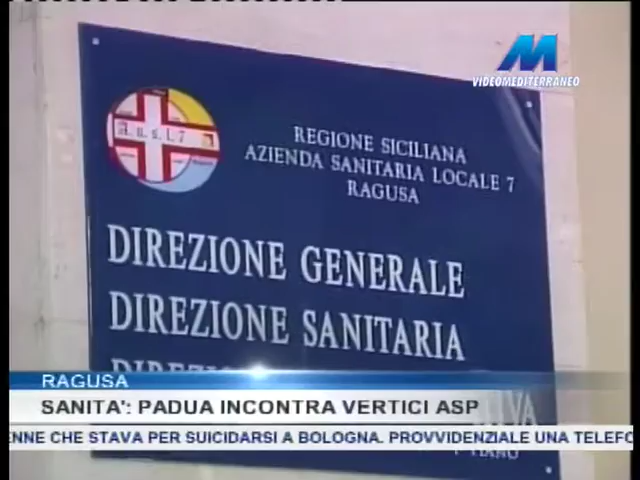 M
VIDEOMEDITERRANEO
A. u. s. l. 7
REGIONE SICILIANA
AZIENDA SANITARIA LOCALE 7
RAGUSA
DIREZIONE GENERALE
DIREZIONE SANITARIA
RAGUSA
SANITA': PADUA INCONTRA VERTICI ASP
ENNE CHE STAVA PER SUICIDARSI A BOLOGNA. PROVVIDENZIALE UNA TELEFO